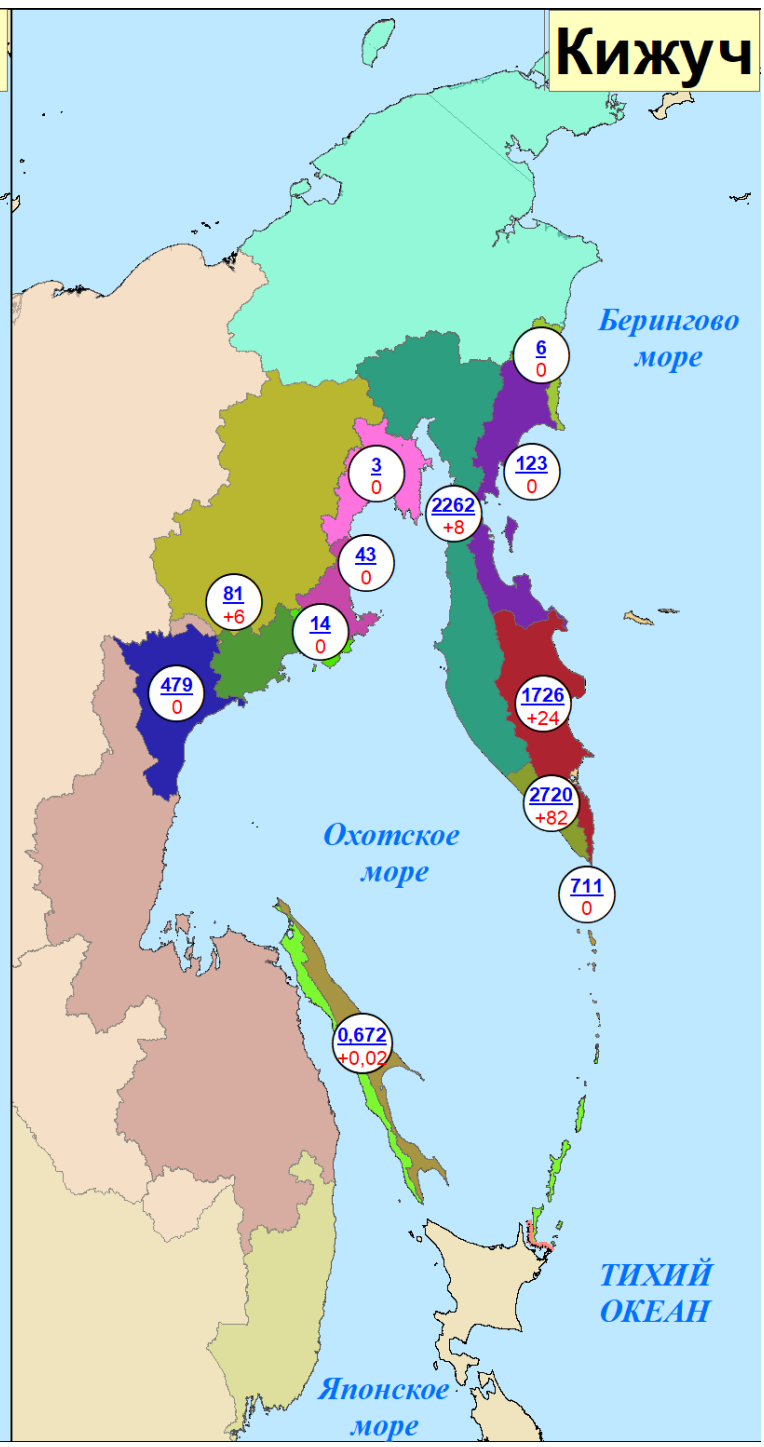 Кижуч
Берингово
море
6
0
3
0
123
0
2262
+8
43
0
81
+6
14
0
479
0
1726
+24
2720
+82
Охотское
море
711
0
0,672
+0,02
ТИХИЙ
ОКЕАН
Японское
море